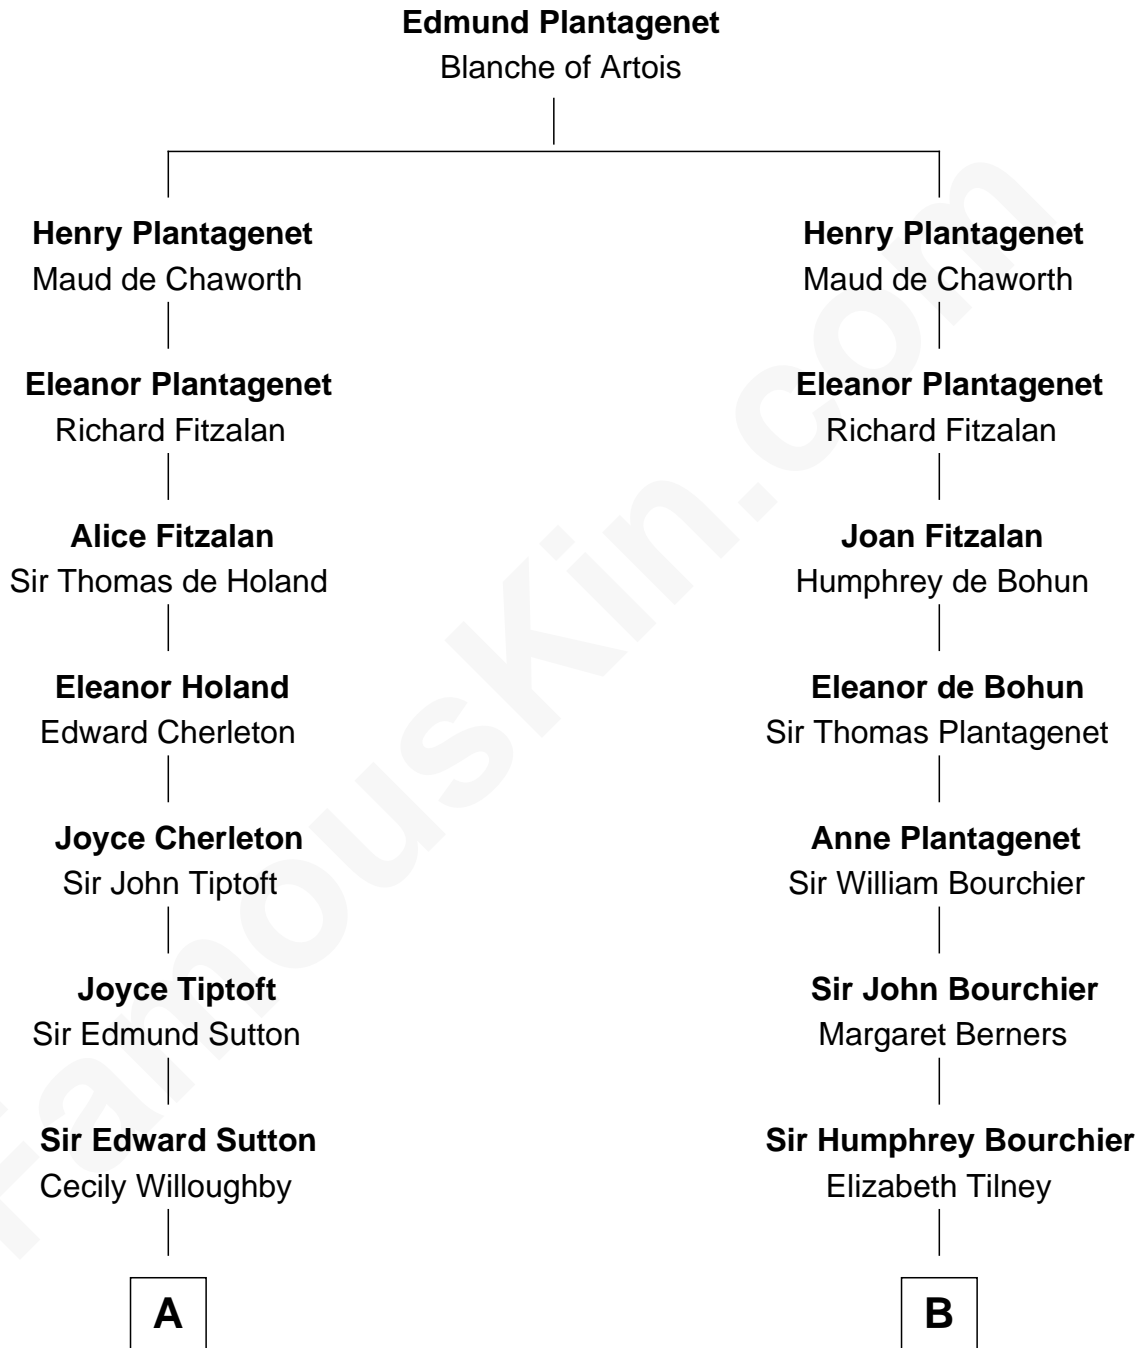 Edmund Plantagenet
Blanche of Artois
Henry Plantagenet
Maud de Chaworth
Henry Plantagenet
Maud de Chaworth
Eleanor Plantagenet
Richard Fitzalan
Eleanor Plantagenet
Richard Fitzalan
Alice Fitzalan
Sir Thomas de Holand
Joan Fitzalan
Humphrey de Bohun
Eleanor Holand
Edward Cherleton
Eleanor de Bohun
Sir Thomas Plantagenet
Joyce Cherleton
Sir John Tiptoft
Anne Plantagenet
Sir William Bourchier
Joyce Tiptoft
Sir Edmund Sutton
Sir John Bourchier
Margaret Berners
Sir Edward Sutton
Cecily Willoughby
Sir Humphrey Bourchier
Elizabeth Tilney
A
B
FamousKin.com